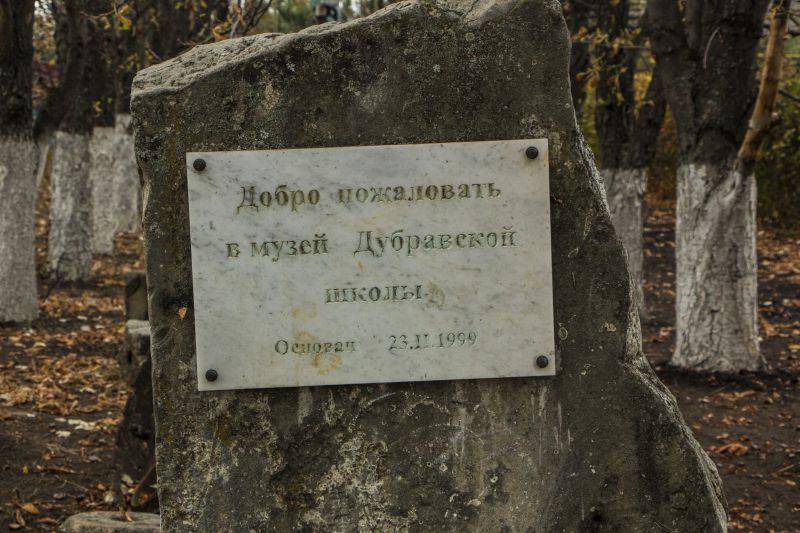 Добро пожаловать
в музей Дубравской
школы
Основан 23.II.1999